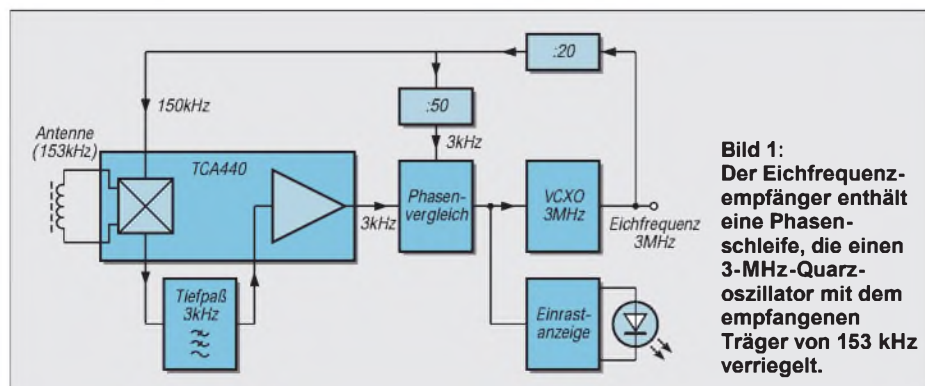 :20
150kHz
:50
Antenne
(153kHz)
3kHz
TCA440
Phasen-
vergleich
VCXO
3MHz
3kHz
Eichfrequenz
3MHz
Tiefpaß
3kHz
Einrast-
anzeige
Bild 1:
Der Eichfrequenz-
empfänger enthält
eine Phasen-
schleife, die einen
3-MHz-Quarz-
oszillator mit dem
empfangenen
Träger von 153 kHz
verriegelt.